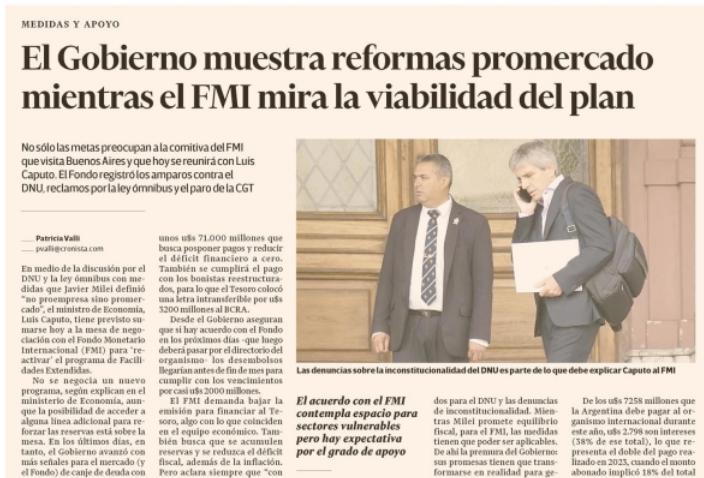 MEDIDAS Y APOYO
El Gobierno muestra reformas promercado
mientras el FMI mira la viabilidad del plan
No sólo las metas preocupan a la comitiva del FMI
que visita Buenos Aires y que hoy se reunirá con Luis
Caputo. El Fondo registró los amparos contra el
DNU, reclamos por la ley ómnibus y el paro de la CGT
Patricia Valli
pvalli@cronista.com
En medio de la discusión por el
DNU y la ley ómnibus con me-
didas que Javier Milei definió
"no proempresa sino promer-
cado", el ministro de Economía,
Luis Caputo, tiene previsto su-
marse hoy a la mesa de nego-
ciación con el Fondo Monetario
Internacional (FMI) para 're-
activar' el programa de Facili-
dades Extendidas.
No se negocia un nuevo
programa, según explican en el
ministerio de Economía, aun-
que la posibilidad de acceder a
alguna línea adicional para re-
forzar las reservas está sobre la
mesa. En los últimos días, en
tanto, el Gobierno avanzó con
más señales para el mercado (y
el Fondo) de canje de deuda con
unos u$s 71.000 millones que
busca posponer pagos y reducir
el déficit financiero a cero.
También se cumplirá el pago
con los bonistas reestructura-
dos, para lo que el Tesoro colocó
una letra intransferible por u$s
3200 millones al BCRA.
Desde el Gobierno aseguran
que si hay acuerdo con el Fondo
en los próximos días -que luego
deberá pasar por el directorio del
organismo- los desembolsos
llegarían antes de fin de mes para
cumplir con los vencimientos
por casi u$s 2000 millones.
El FMI demanda bajar la
emisión para financiar al Te-
soro, algo con lo que coinciden
en el equipo económico. Tam-
bién busca que se acumulen
reservas y se reduzca el déficit
fiscal, además de la inflación.
Pero aclara siempre que "con
Las denuncias sobre la inconstitucionalidad del DNU es parte de lo que debe explicar Caputo al FMI
El acuerdo con el FMI
contempla espacio para
sectores vulnerables
pero hay expectativa
por el grado de apoyo
dos para el DNU y las denuncias
de inconstitucionalidad. Mien-
tras Milei promete equilibrio
fiscal, para el FMI, las medidas
tienen que poder ser aplicables.
De ahí la premura del Gobierno:
sus promesas tienen que trans-
formarse en realidad para ge-
De los u$s 7258 millones que
la Argentina debe pagar al or-
ganismo internacional durante
este año, u$s 2.798 son intereses
(38% de ese total), lo que re-
presenta el doble del pago rea-
lizado en 2023, cuando el monto
abonado implicó 18% del total